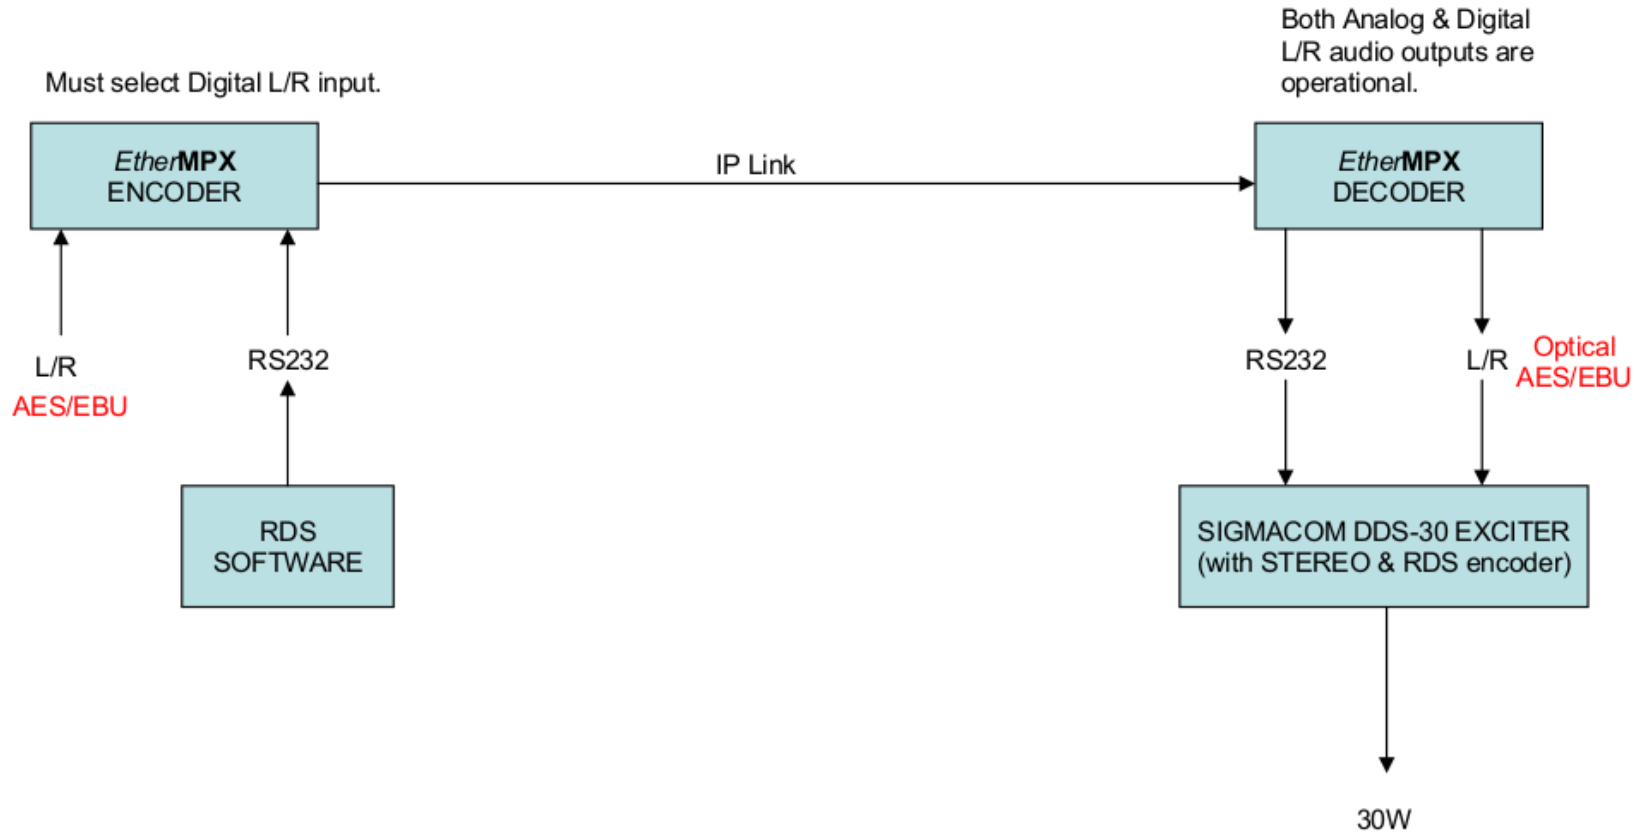 Must select Digital L/R input.
Both Analog & Digital
L/R audio outputs are
operational.
EtherMPX
ENCODER
IP Link
EtherMPX
DECODER
L/R
AES/EBU
RS232
RS232
L/R
Optical
AES/EBU
RDS
SOFTWARE
SIGMACOM DDS-30 EXCITER
(with STEREO & RDS encoder)
30W